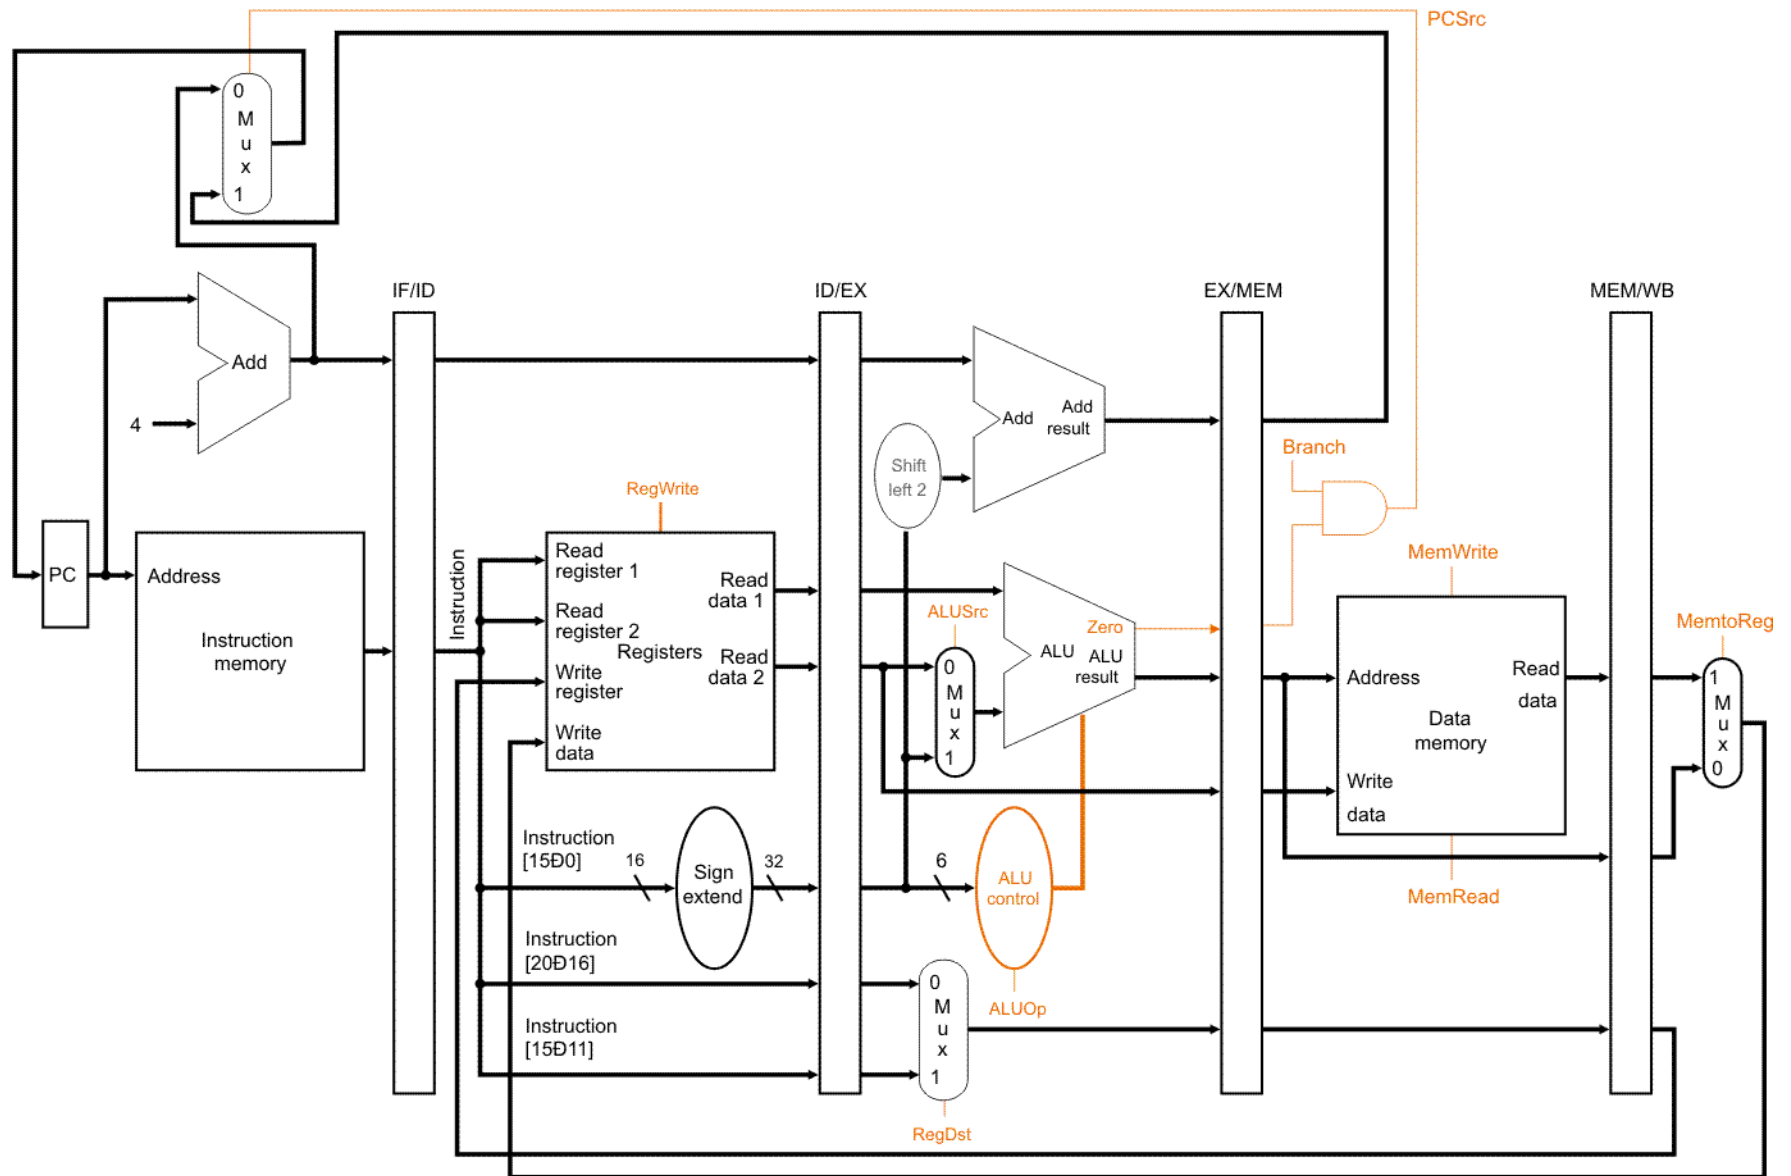 PCSrc
0
M
u
x
1
IF/ID
ID/EX
EX/MEM
MEM/WB
Add
4
Add
Add
result
Shift
left 2
Branch
RegWrite
PC
Address
Instruction
memory
Instruction
Read
register 1
Read
register 2
Write
register
Write
data
Registers
Read
data 1
Read
data 2
ALUSrc
0
M
u
x
1
Zero
ALU
ALU
result
MemWrite
Address
Read
data
Data
memory
Write
data
MemRead
MemtoReg
1
M
u
x
0
Instruction
[15Ð0]
16
Sign
extend
32
6
ALU
control
ALUOp
Instruction
[20Ð16]
Instruction
[15Ð11]
0
M
u
x
1
RegDst